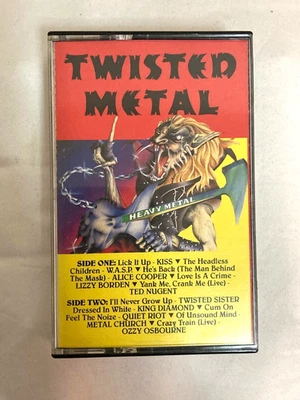 TWISTED
METAL
HEAVY METAL
SIDE ONE: Lick It Up - KISS ▼ The Headless
Children - W.A.S.P. ▼ He's Back (The Man Behind
The Mask) - ALICE COOPER ▼ Love Is A Crime -
LIZZY BORDEN ▼ Yank Me, Crank Me (Live) -
TED NUGENT
SIDE TWO: I'll Never Grow Up - TWISTED SISTER
Dressed In White - KING DIAMOND ▼ Cum On
Feel The Noize - QUIET RIOT ▼ Of Unsound Mind -
METAL CHURCH ▼ Crazy Train (Live) -
OZZY OSBOURNE